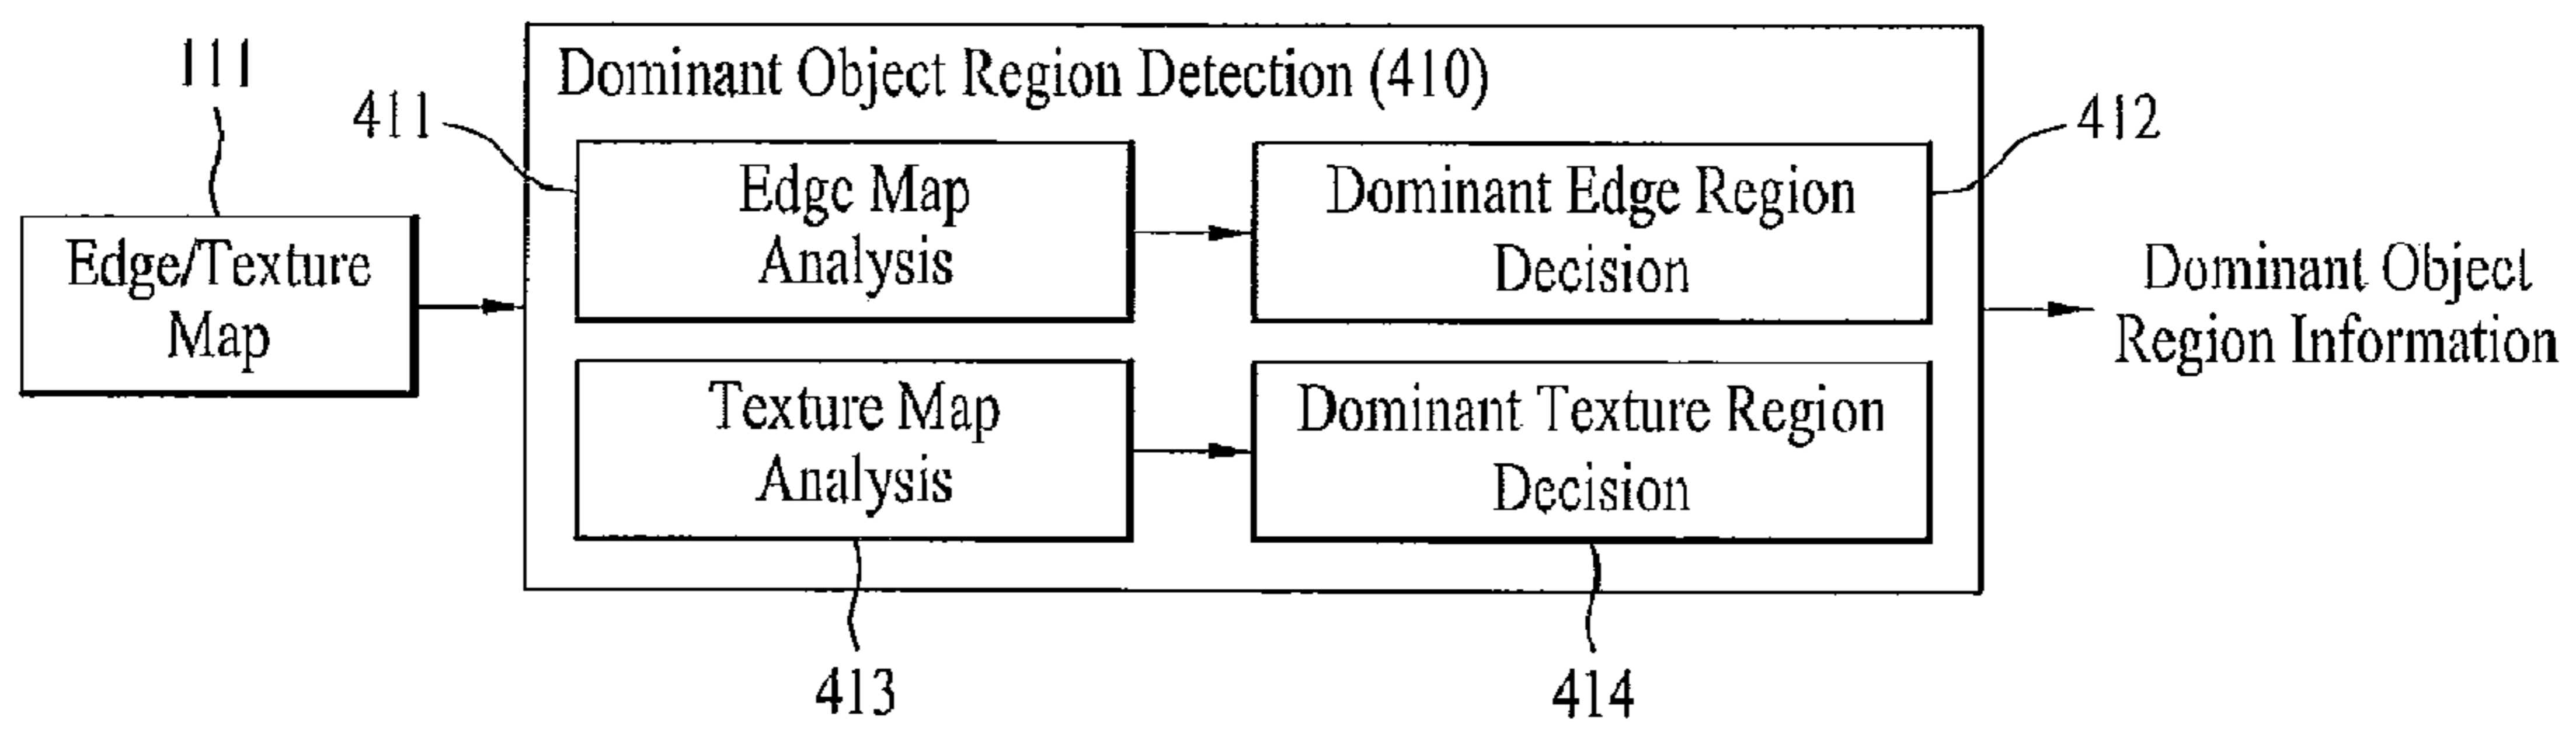 111
Edge/Texture
Map
Dominant Object Region Detection (410)
411
Edge Map
Analysis
Dominant Edge Region
Decision
412
Texture Map
Analysis
Dominant Texture Region
Decision
413
414
Dominant Object
Region Information